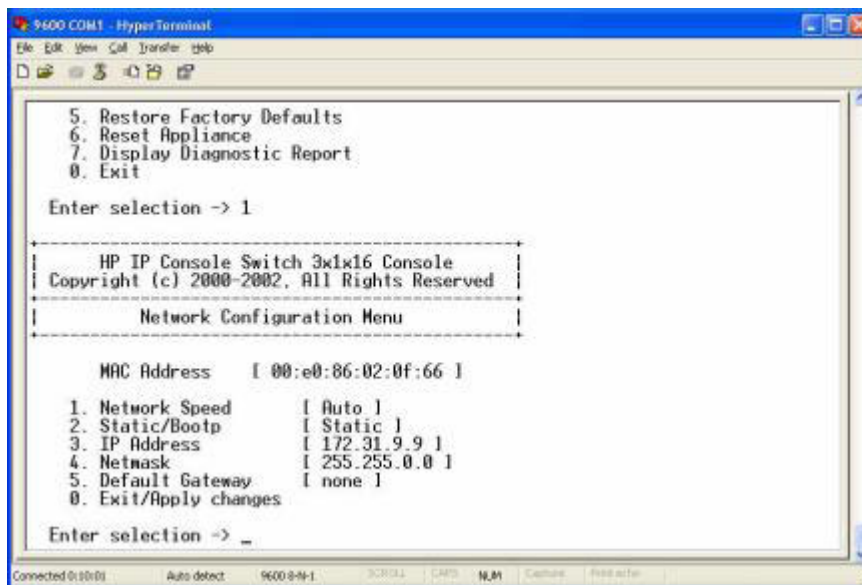 9600 COM1 - HyperTerminal
File Edit View Call Transfer Help
5. Restore Factory Defaults
6. Reset Appliance
7. Display Diagnostic Report
0. Exit
Enter selection -> 1
HP IP Console Switch 3x1x16 Console
Copyright (c) 2000-2002, All Rights Reserved
Network Configuration Menu
MAC Address [ 00:e0:86:02:0f:66 ]
1. Network Speed [ Auto ]
2. Static/Bootp [ Static ]
3. IP Address [ 172.31.9.9 ]
4. Netmask [ 255.255.0.0 ]
5. Default Gateway [ none ]
0. Exit/Apply changes
Enter selection -> _
Connected 0:10:01 Auto detect 9600 8-N-1 SCROLL CAPS NUM Capture Print echo